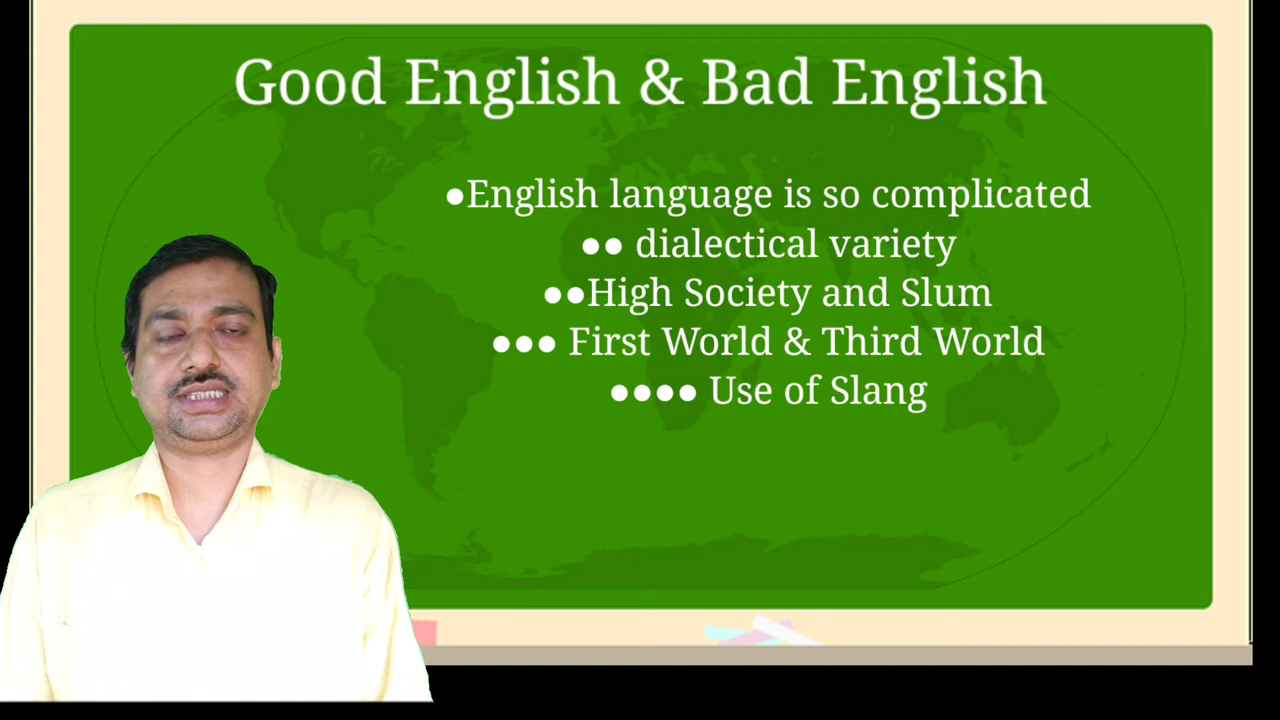 Good English & Bad English
●English language is so complicated
●● dialectical variety
●●High Society and Slum
●●● First World & Third World
●●●● Use of Slang